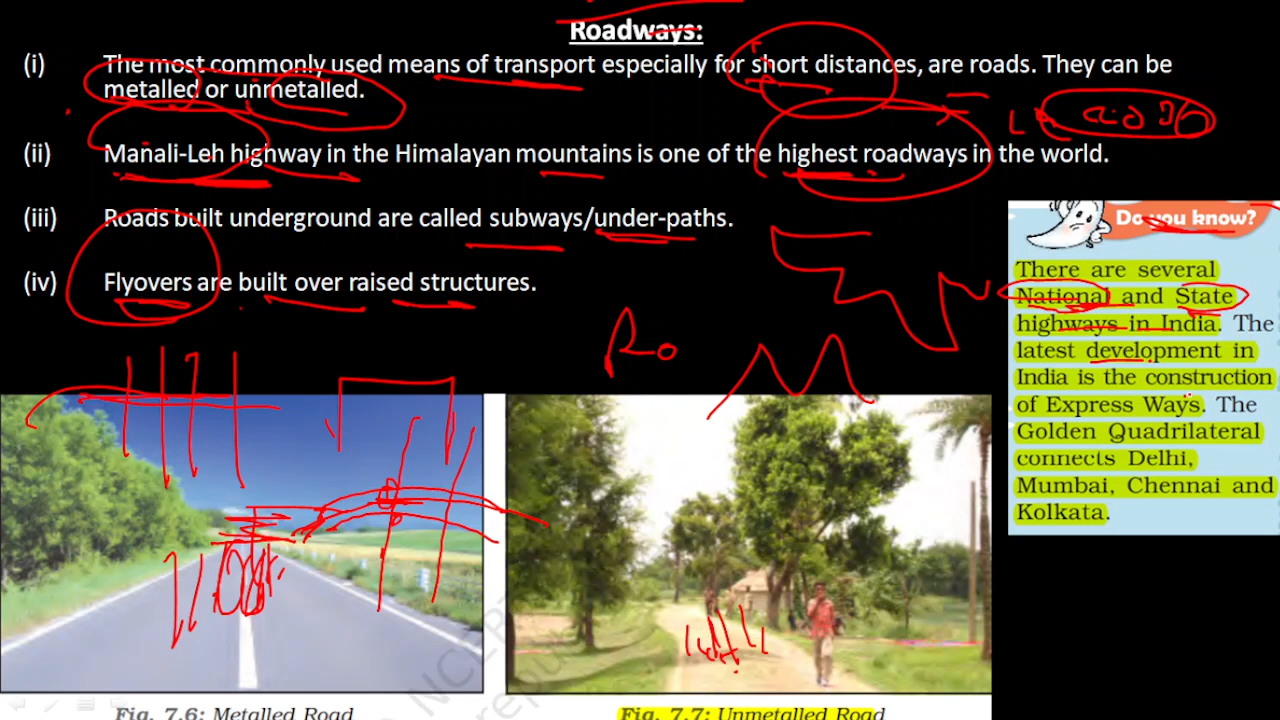 Roadways:
(i) The most commonly used means of transport especially for short distances, are roads. They can be
metalled or unmetalled.
(ii) Manali-Leh highway in the Himalayan mountains is one of the highest roadways in the world.
(iii) Roads built underground are called subways/under-paths.
(iv) Flyovers are built over raised structures.
Do you know?
There are several
National and State
highways in India. The
latest development in
India is the construction
of Express Ways. The
Golden Quadrilateral
connects Delhi,
Mumbai, Chennai and
Kolkata.
Ro
Fig. 7.6: Metalled Road
Fig. 7.7: Unmetalled Road